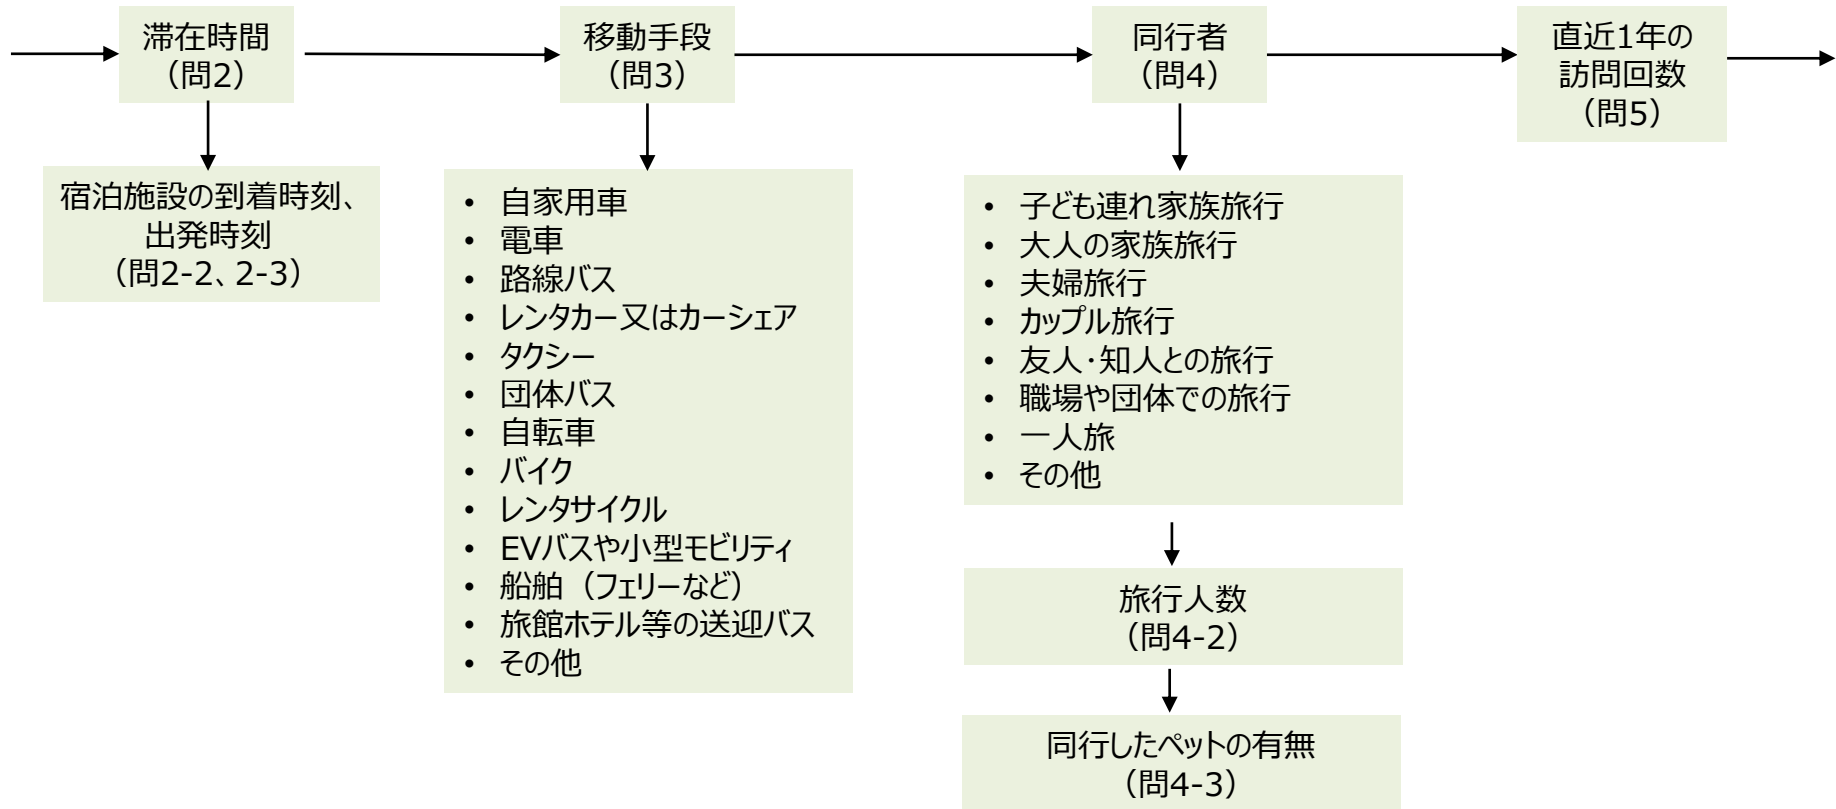 滞在時間
（問2）
移動手段
（問3）
同行者
（問4）
直近1年の
訪問回数
（問5）
宿泊施設の到着時刻、
出発時刻
（問2-2、2-3）
• 自家用車
• 電車
• 路線バス
• レンタカー又はカーシェア
• タクシー
• 団体バス
• 自転車
• バイク
• レンタサイクル
• EVバスや小型モビリティ
• 船舶（フェリーなど）
• 旅館ホテル等の送迎バス
• その他
• 子ども連れ家族旅行
• 大人の家族旅行
• 夫婦旅行
• カップル旅行
• 友人・知人との旅行
• 職場や団体での旅行
• 一人旅
• その他
旅行人数
（問4-2）
同行したペットの有無
（問4-3）